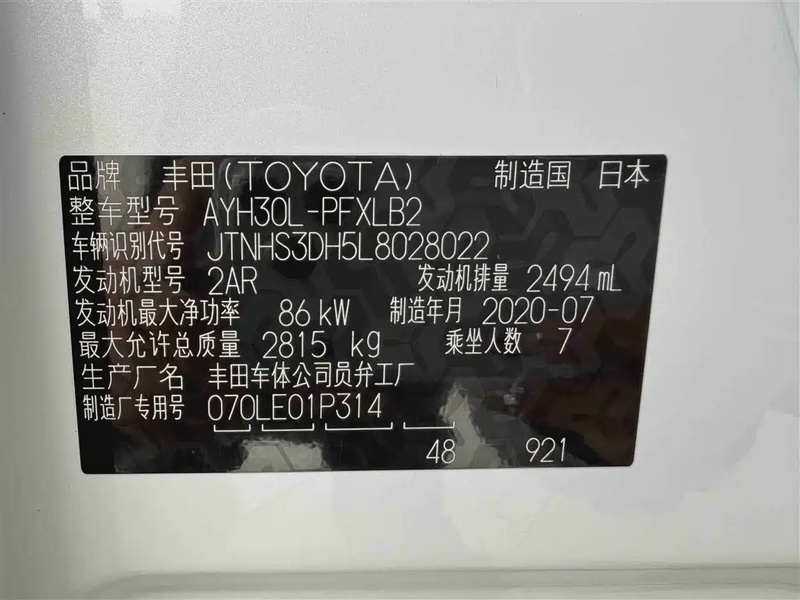 品牌 丰田(TOYOTA) 制造国 日本
整车型号 AYH30L-PFXLB2
车辆识别代号 JTNHS3DH5L8028022
发动机型号 2AR 发动机排量 2494 mL
发动机最大净功率 86 kW 制造年月 2020-07
最大允许总质量 2815 kg 乘坐人数 7
生产厂名 丰田车体公司员弁工厂
制造厂专用号 070LE01P314
48 921